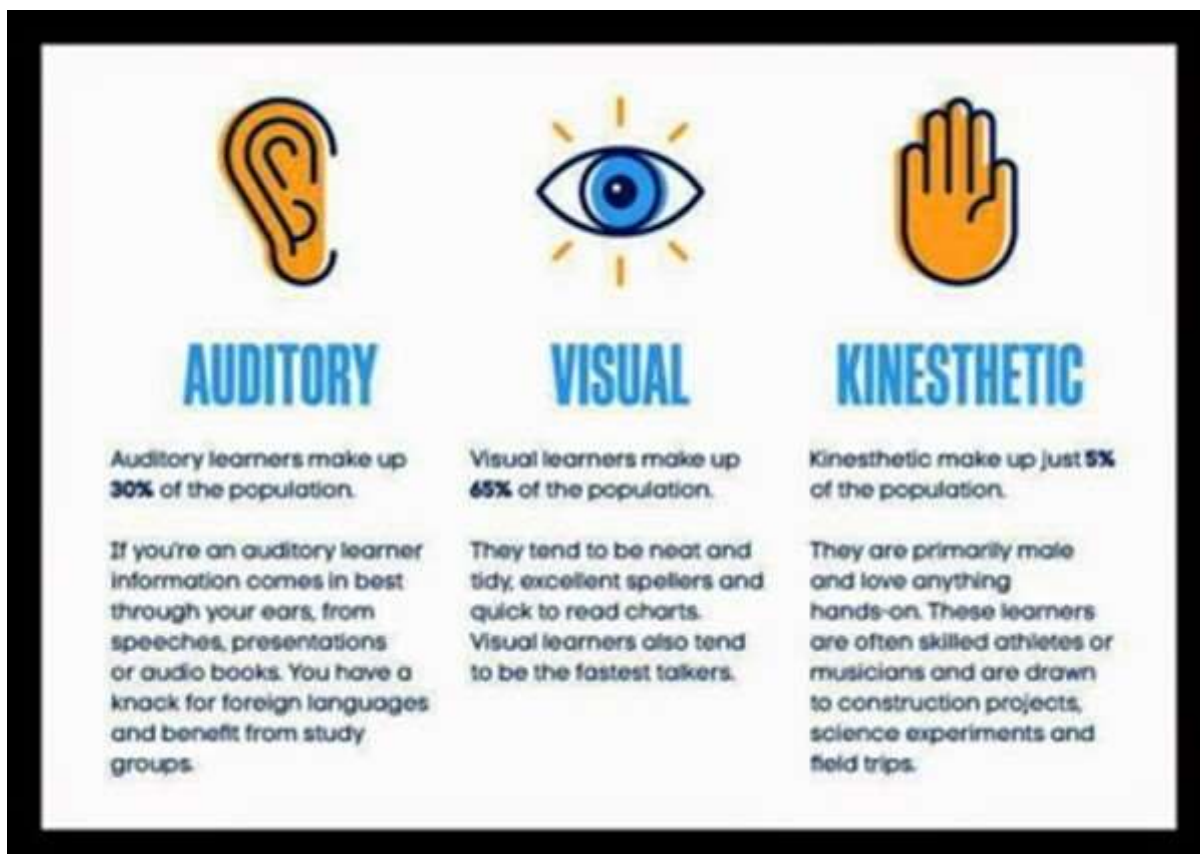 AUDITORY
Auditory learners make up
30% of the population.
If you're an auditory learner
information comes in best
through your ears, from
speeches, presentations
or audio books. You have a
knack for foreign languages
and benefit from study
groups.
VISUAL
Visual learners make up
65% of the population.
They tend to be neat and
tidy, excellent spellers and
quick to read charts.
Visual learners also tend
to be the fastest talkers.
KINESTHETIC
Kinesthetic make up just 5%
of the population.
They are primarily male
and love anything
hands-on. These learners
are often skilled athletes or
musicians and are drawn
to construction projects,
science experiments and
field trips.